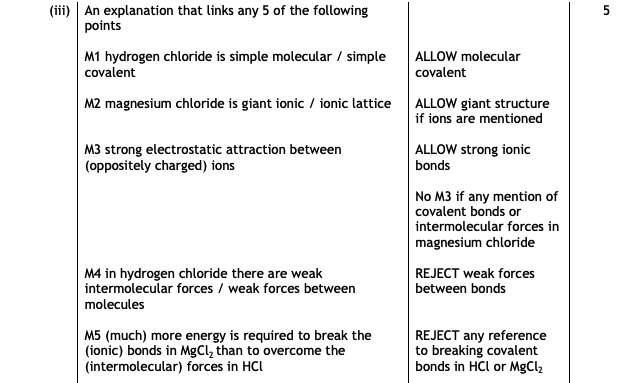 (iii) An explanation that links any 5 of the following 5
points
M1 hydrogen chloride is simple molecular / simple
covalent
ALLOW molecular
covalent
M2 magnesium chloride is giant ionic / ionic lattice
ALLOW giant structure
if ions are mentioned
M3 strong electrostatic attraction between
(oppositely charged) ions
ALLOW strong ionic
bonds
No M3 if any mention of
covalent bonds or
intermolecular forces in
magnesium chloride
M4 in hydrogen chloride there are weak
intermolecular forces / weak forces between
molecules
REJECT weak forces
between bonds
M5 (much) more energy is required to break the
(ionic) bonds in MgCl₂ than to overcome the
(intermolecular) forces in HCl
REJECT any reference
to breaking covalent
bonds in HCl or MgCl₂